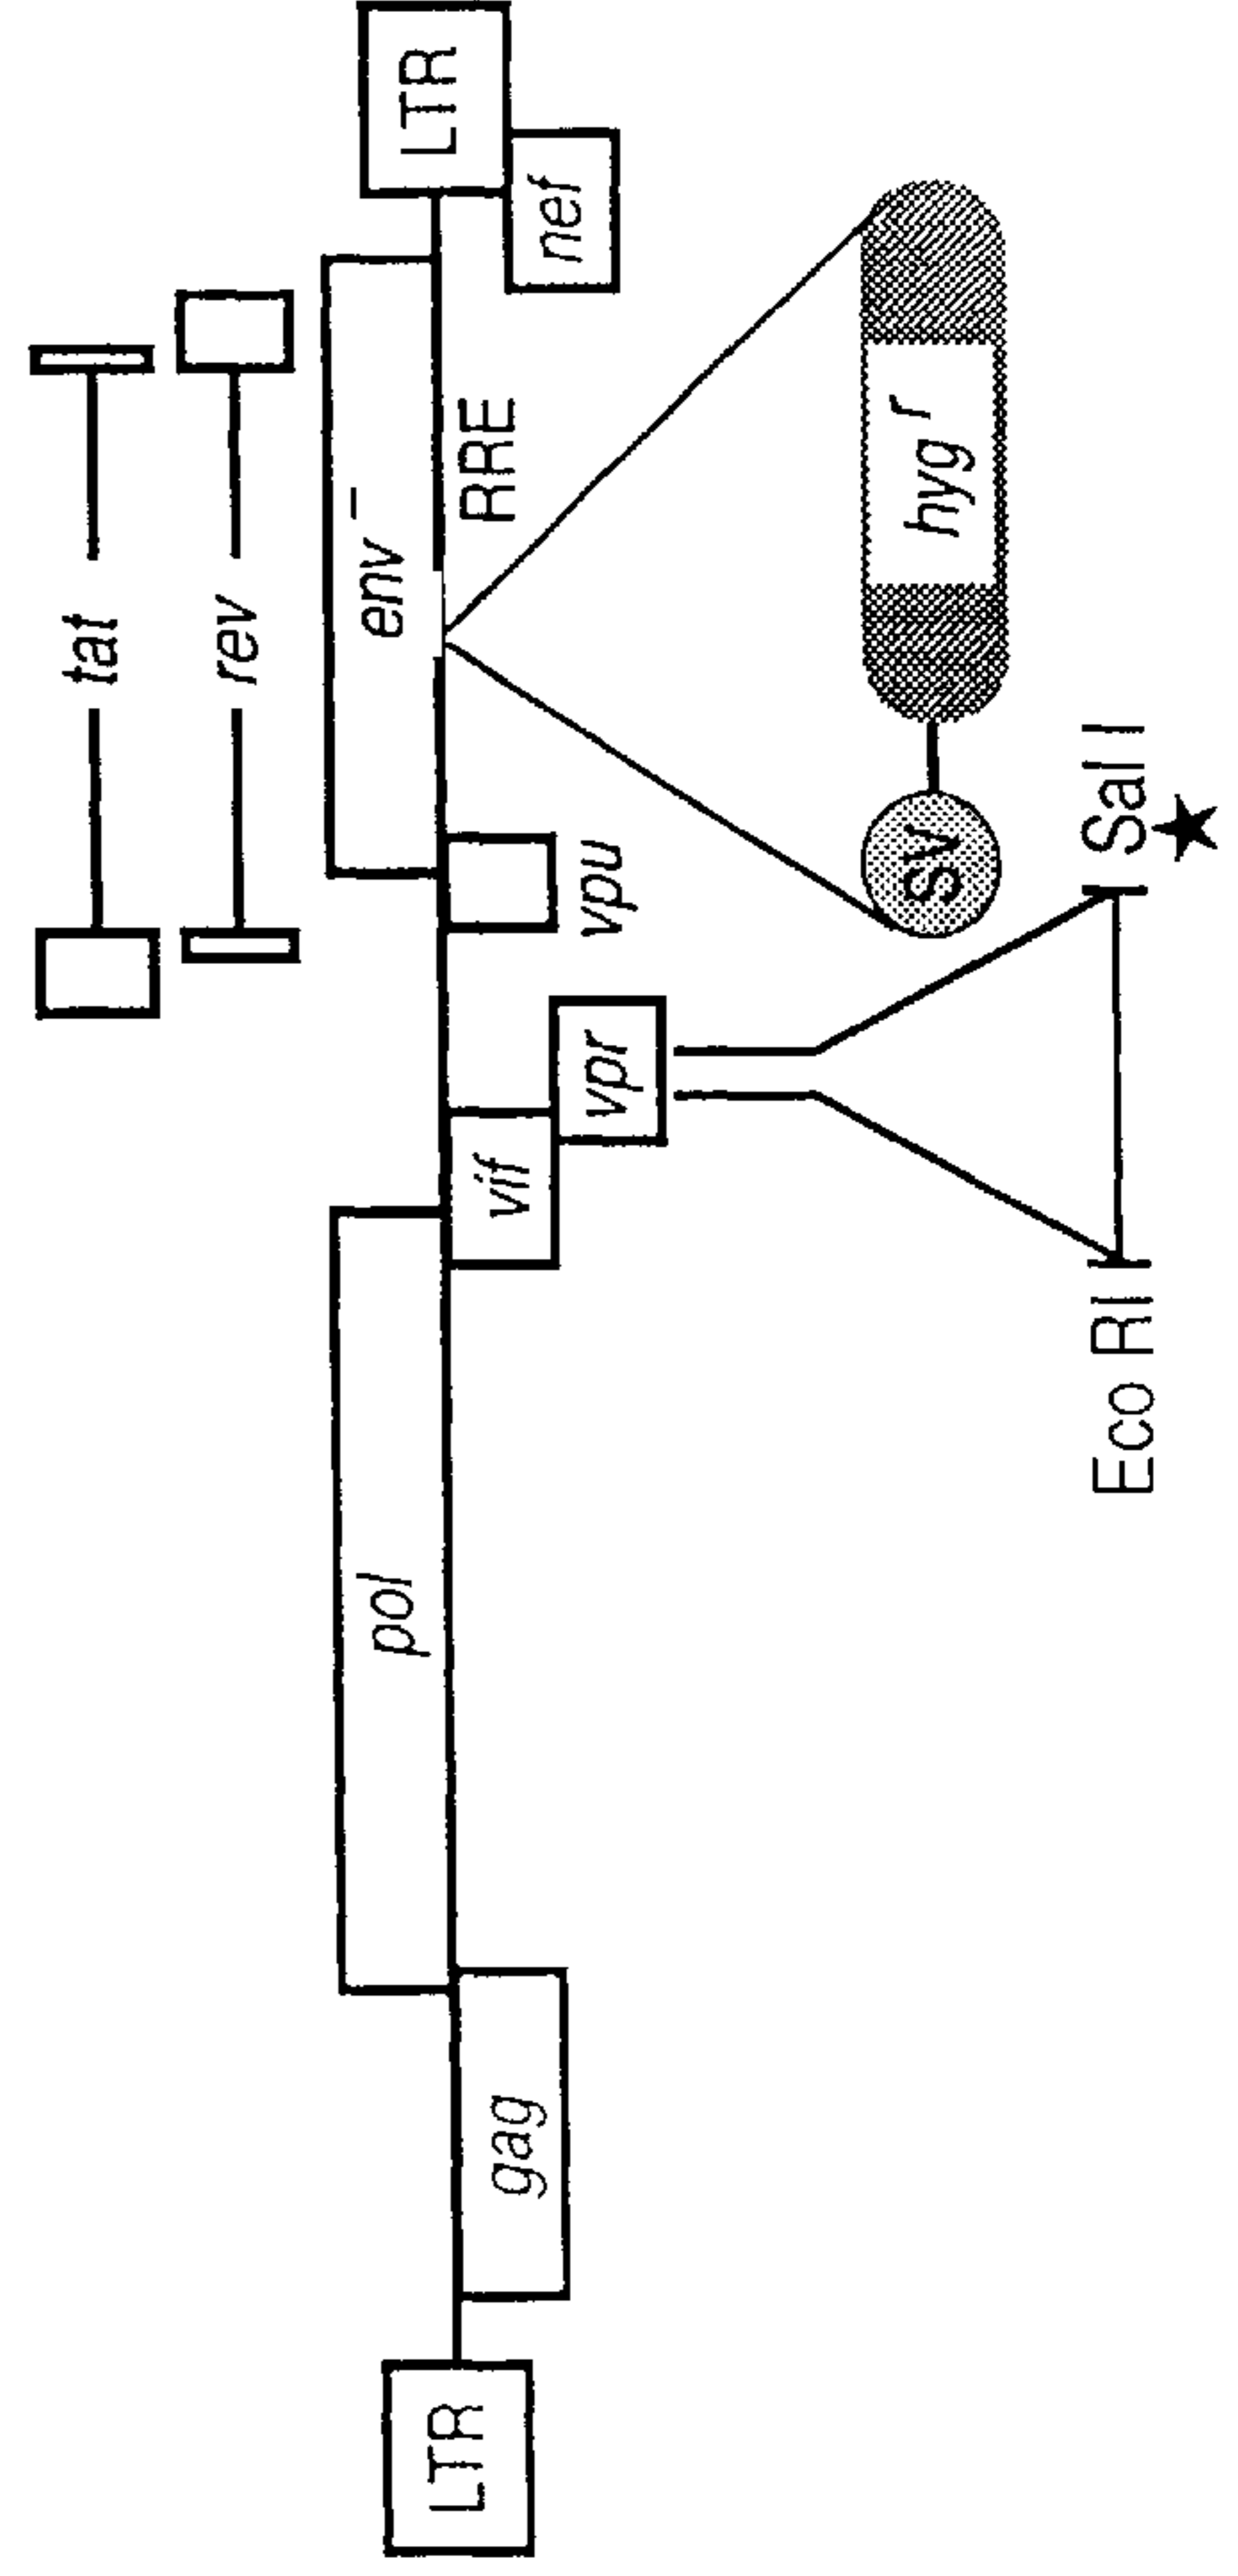 tat
rev
LTR
gag
pol
vif
vpr
vpu
env⁻
RRE
nef
LTR
SV
hygʳ
Eco RI
Sal I